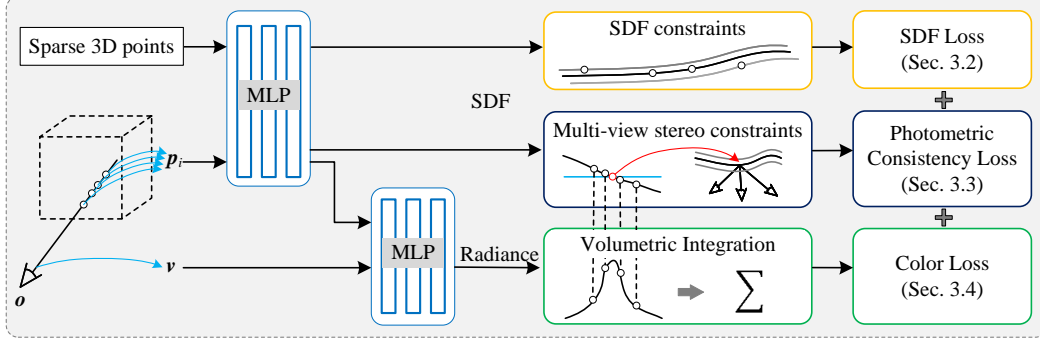 Sparse 3D points
MLP
SDF
SDF constraints
SDF Loss
(Sec. 3.2)
p_i
Multi-view stereo constraints
Photometric
Consistency Loss
(Sec. 3.3)
v
o
MLP
Radiance
Volumetric Integration
∑
Color Loss
(Sec. 3.4)